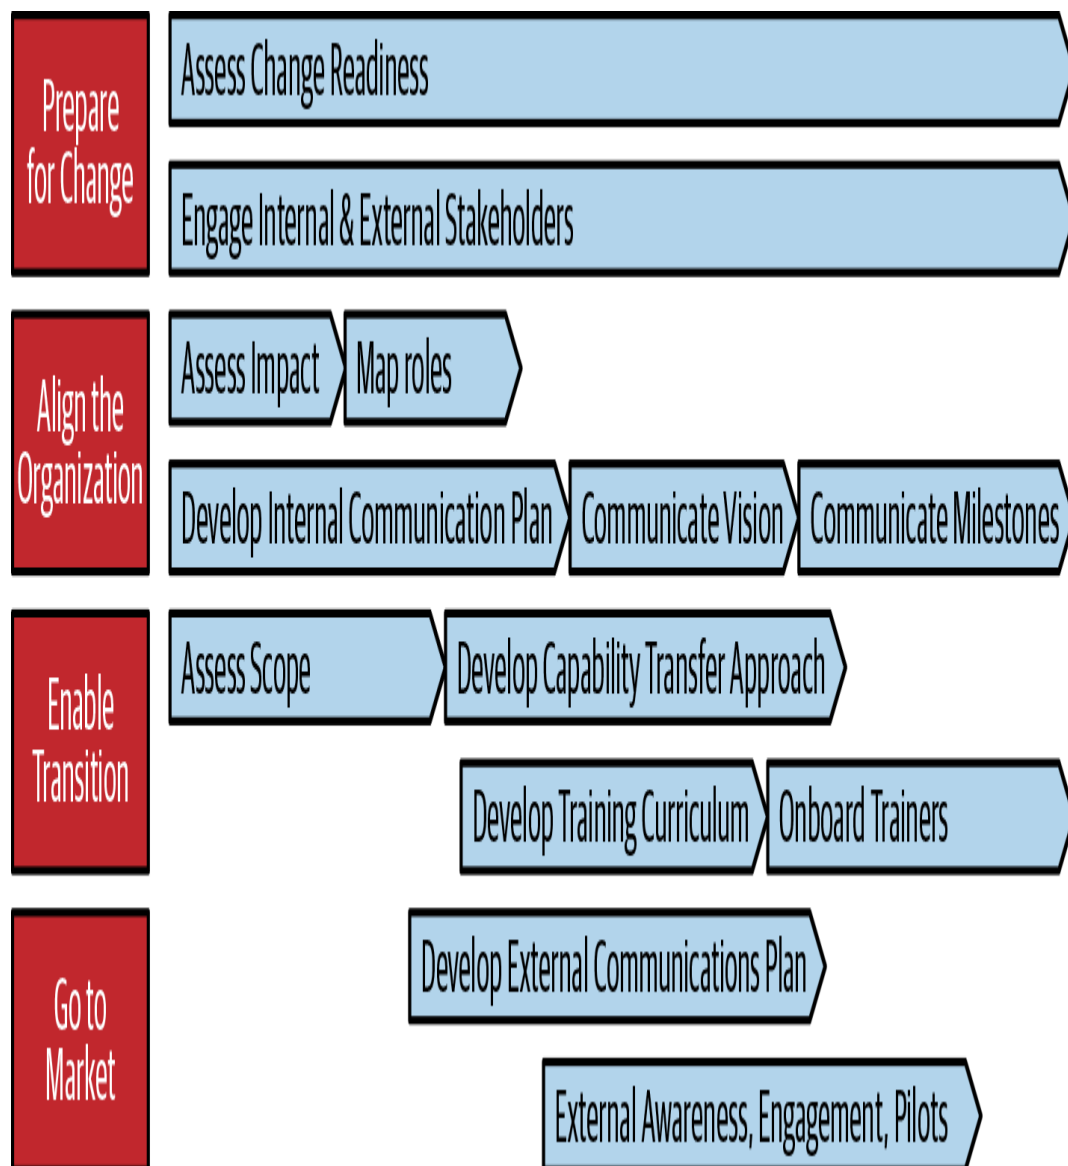 Prepare
for Change
Assess Change Readiness
Engage Internal & External Stakeholders
Align the
Organization
Assess Impact
Map roles
Develop Internal Communication Plan
Communicate Vision
Communicate Milestones
Enable
Transition
Assess Scope
Develop Capability Transfer Approach
Develop Training Curriculum
Onboard Trainers
Go to
Market
Develop External Communications Plan
External Awareness, Engagement, Pilots